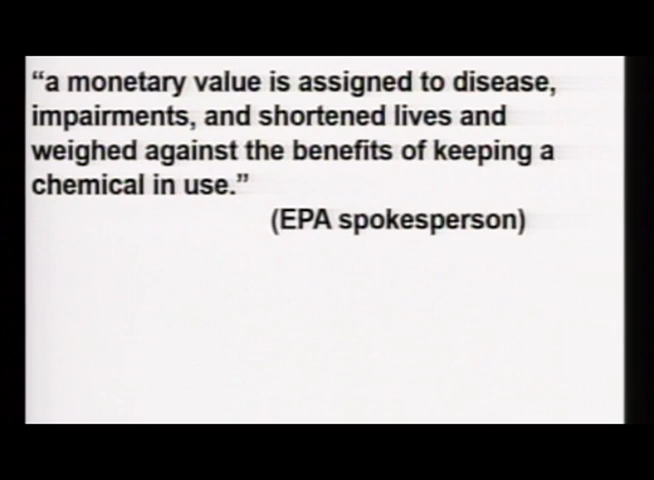 “a monetary value is assigned to disease,
impairments, and shortened lives and
weighed against the benefits of keeping a
chemical in use.”
(EPA spokesperson)